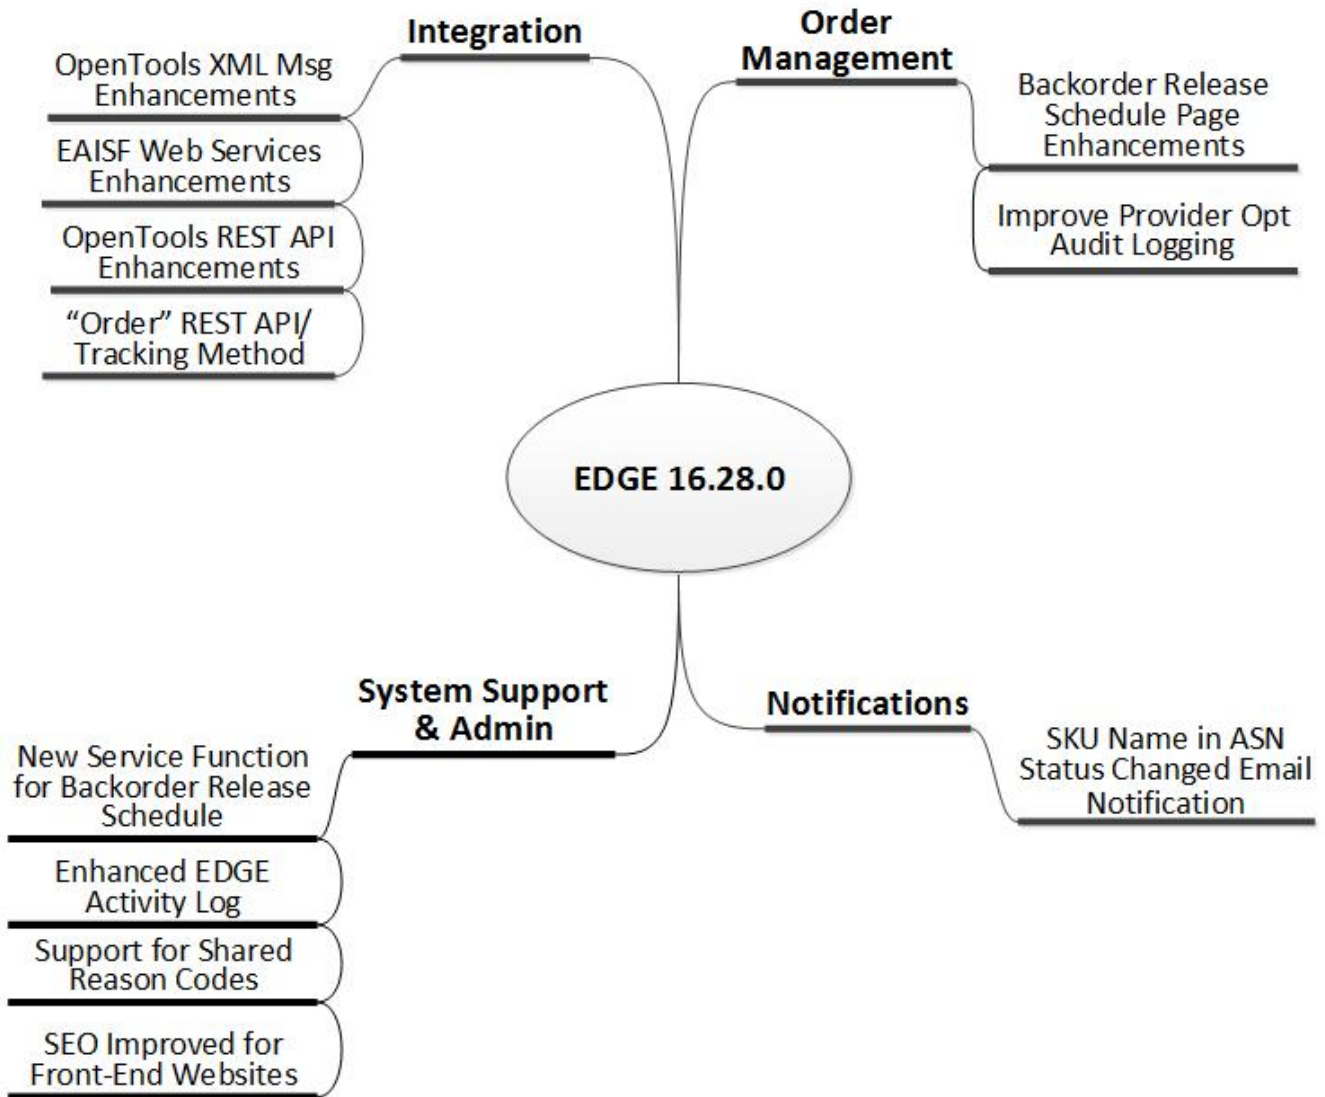 Integration
OpenTools XML Msg
Enhancements
EAISF Web Services
Enhancements
OpenTools REST API
Enhancements
“Order” REST API/
Tracking Method
Order
Management
Backorder Release
Schedule Page
Enhancements
Improve Provider Opt
Audit Logging
EDGE 16.28.0
System Support
& Admin
New Service Function
for Backorder Release
Schedule
Enhanced EDGE
Activity Log
Support for Shared
Reason Codes
SEO Improved for
Front-End Websites
Notifications
SKU Name in ASN
Status Changed Email
Notification